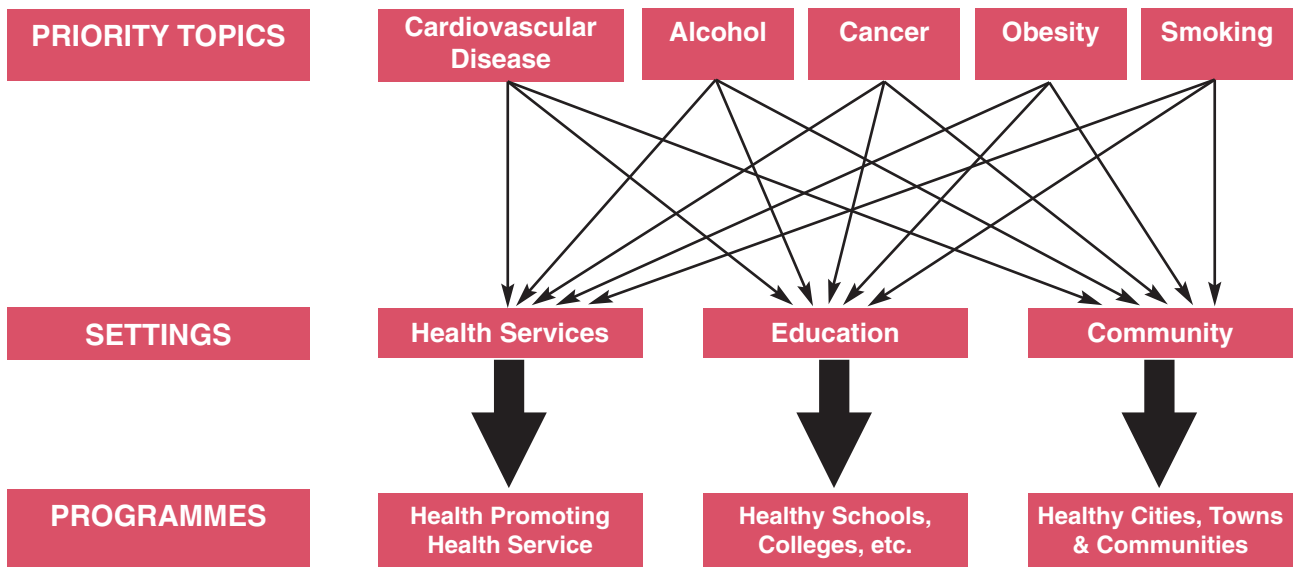 PRIORITY TOPICS
Cardiovascular
Disease
Alcohol
Cancer
Obesity
Smoking
SETTINGS
Health Services
Education
Community
PROGRAMMES
Health Promoting
Health Service
Healthy Schools,
Colleges, etc.
Healthy Cities, Towns
& Communities